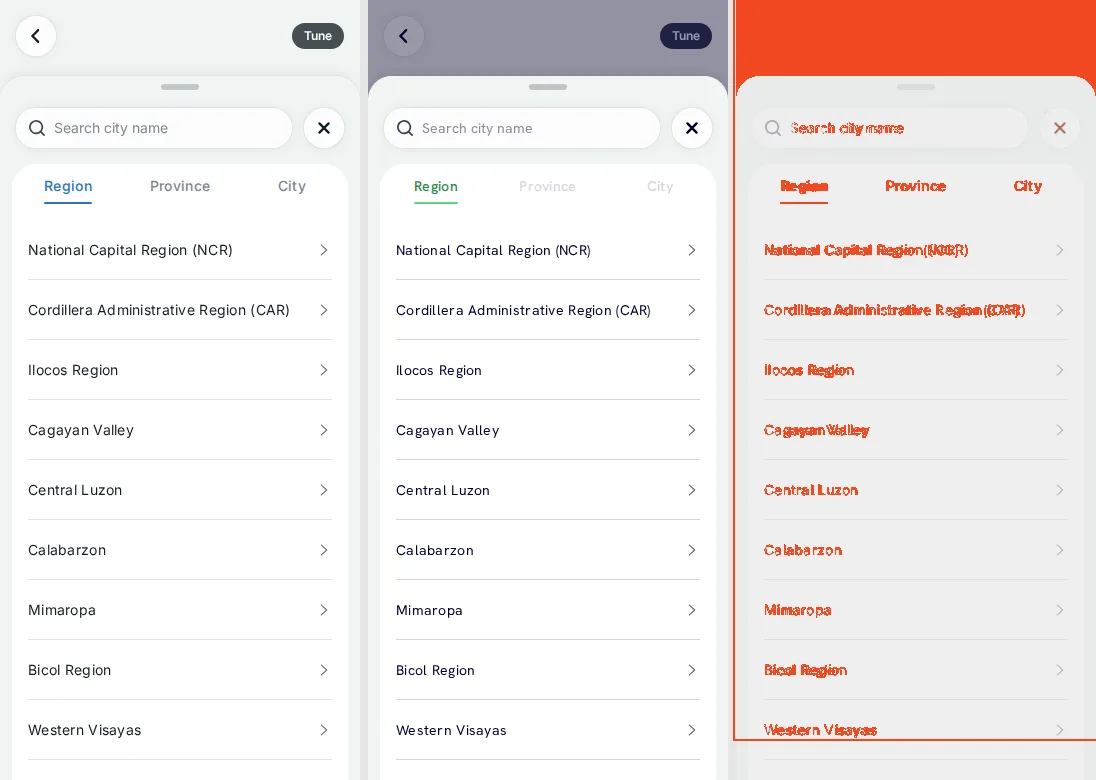 Tune
Search city name
Region Province City
National Capital Region (NCR)
Cordillera Administrative Region (CAR)
Ilocos Region
Cagayan Valley
Central Luzon
Calabarzon
Mimaropa
Bicol Region
Western Visayas
Tune
Search city name
Region Province City
National Capital Region (NCR)
Cordillera Administrative Region (CAR)
Ilocos Region
Cagayan Valley
Central Luzon
Calabarzon
Mimaropa
Bicol Region
Western Visayas
Search city name
Region Province City
National Capital Region (NCR)
Cordillera Administrative Region (CAR)
Ilocos Region
Cagayan Valley
Central Luzon
Calabarzon
Mimaropa
Bicol Region
Western Visayas